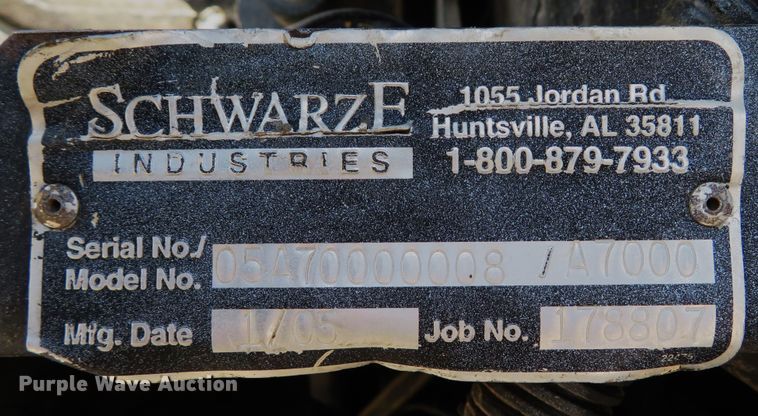 SCHWARZE
INDUSTRIES
1055 Jordan Rd
Huntsville, AL 35811
1-800-879-7933
Serial No./
Model No.
05A70000008 / A7000
Mfg. Date 1/05 Job No. 178807
Purple Wave Auction